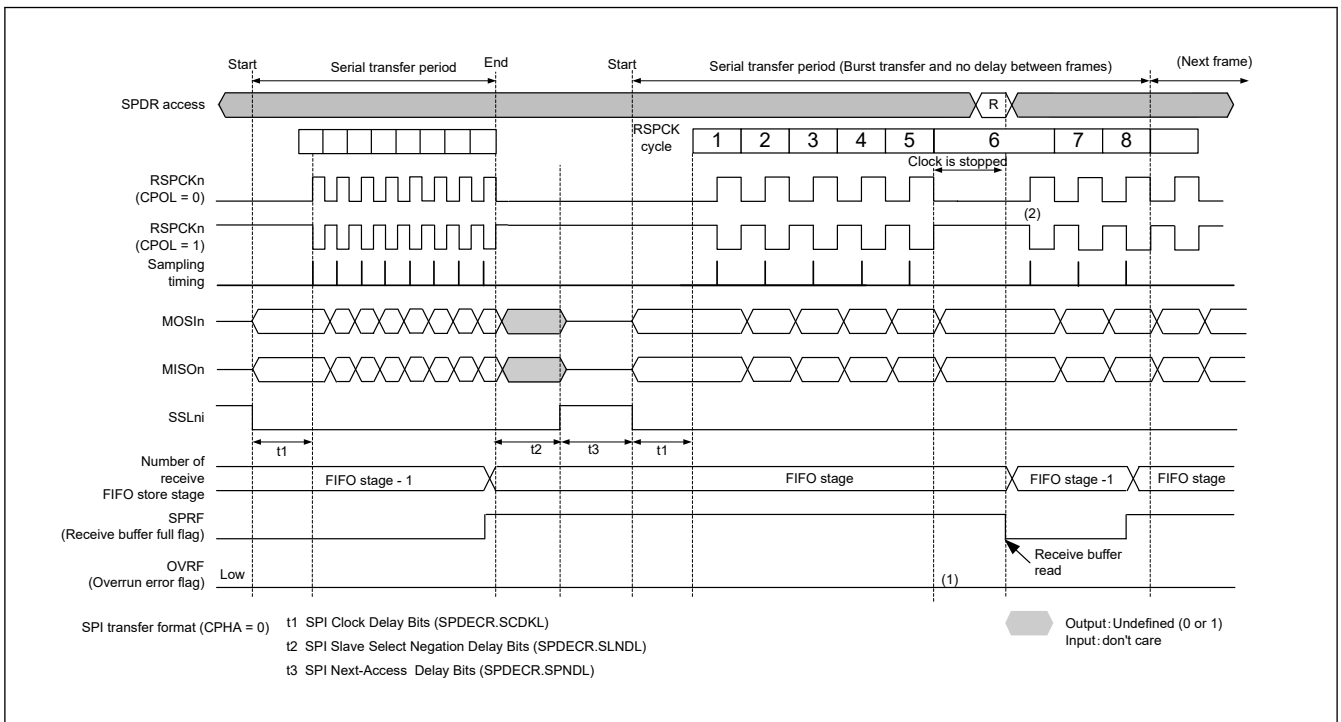 Start
Serial transfer period
End
Start
Serial transfer period (Burst transfer and no delay between frames)
(Next frame)
SPDR access
R
RSPCK
cycle
1 2 3 4 5 6 7 8
Clock is stopped
RSPCKn
(CPOL = 0)
(2)
RSPCKn
(CPOL = 1)
Sampling
timing
MOSIn
MISOn
SSLni
t1
t2
t3
t1
Number of
receive
FIFO store stage
FIFO stage - 1
FIFO stage
FIFO stage -1
FIFO stage
SPRF
(Receive buffer full flag)
Receive buffer
read
OVRF
(Overrun error flag)
Low
(1)
SPI transfer format (CPHA = 0)
t1 SPI Clock Delay Bits (SPDECR.SCDKL)
t2 SPI Slave Select Negation Delay Bits (SPDECR.SLNDL)
t3 SPI Next-Access Delay Bits (SPDECR.SPNDL)
Output:Undefined (0 or 1)
Input:don't care